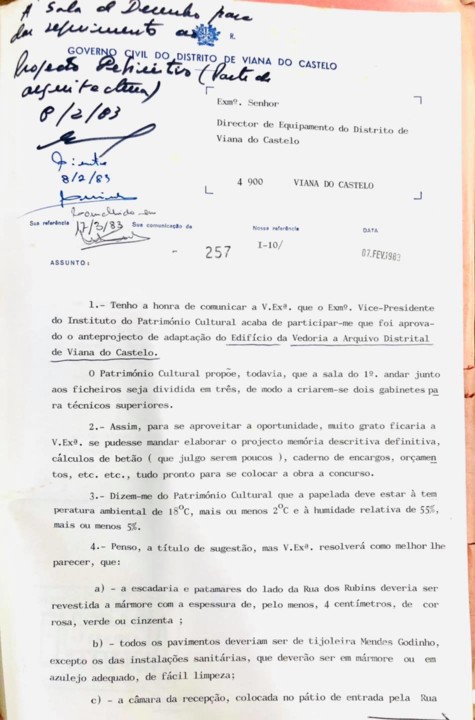 À Sala de Desenho para
dar seguimento ao
R.
GOVERNO CIVIL DO DISTRITO DE VIANA DO CASTELO
Projecto Definitivo (Parte de
arquitectura)
8/2/83
Exmº. Senhor
Director de Equipamento do Distrito de
Viana do Castelo
8/2/83
4 900 VIANA DO CASTELO
17/3/83
Sua referência Sua comunicação de Nossa referência DATA
- 257 I-10/ 07.FEV.1983
ASSUNTO:
1.- Tenho a honra de comunicar a V.Exª. que o Exmº. Vice-Presidente
do Instituto do Património Cultural acaba de participar-me que foi aprova-
do o anteprojecto de adaptação do Edifício da Vedoria a Arquivo Distrital
de Viana do Castelo.
O Património Cultural propõe, todavia, que a sala do 1º. andar junto
aos ficheiros seja dividida em três, de modo a criarem-se dois gabinetes pa
ra técnicos superiores.
2.- Assim, para se aproveitar a oportunidade, muito grato ficaria a
V.Exª. se pudesse mandar elaborar o projecto memória descritiva definitiva,
cálculos de betão ( que julgo serem poucos ), caderno de encargos, orçamen
tos, etc. etc., tudo pronto para se colocar a obra a concurso.
3.- Dizem-me do Património Cultural que a papelada deve estar à tem
peratura ambiental de 18ºC, mais ou menos 2ºC e à humidade relativa de 55%,
mais ou menos 5%.
4.- Penso, a título de sugestão, mas V.Exª. resolverá como melhor lhe
parecer, que:
a) - a escadaria e patamares do lado da Rua dos Rubins deveria ser
revestida a mármore com a espessura de, pelo menos, 4 centímetros, de cor
rosa, verde ou cinzenta ;
b) - todos os pavimentos deveriam ser de tijoleira Mendes Godinho,
excepto os das instalações sanitárias, que deverão ser em mármore ou em
azulejo adequado, de fácil limpeza;
c) - a câmara da recepção, colocada no pátio de entrada pela Rua